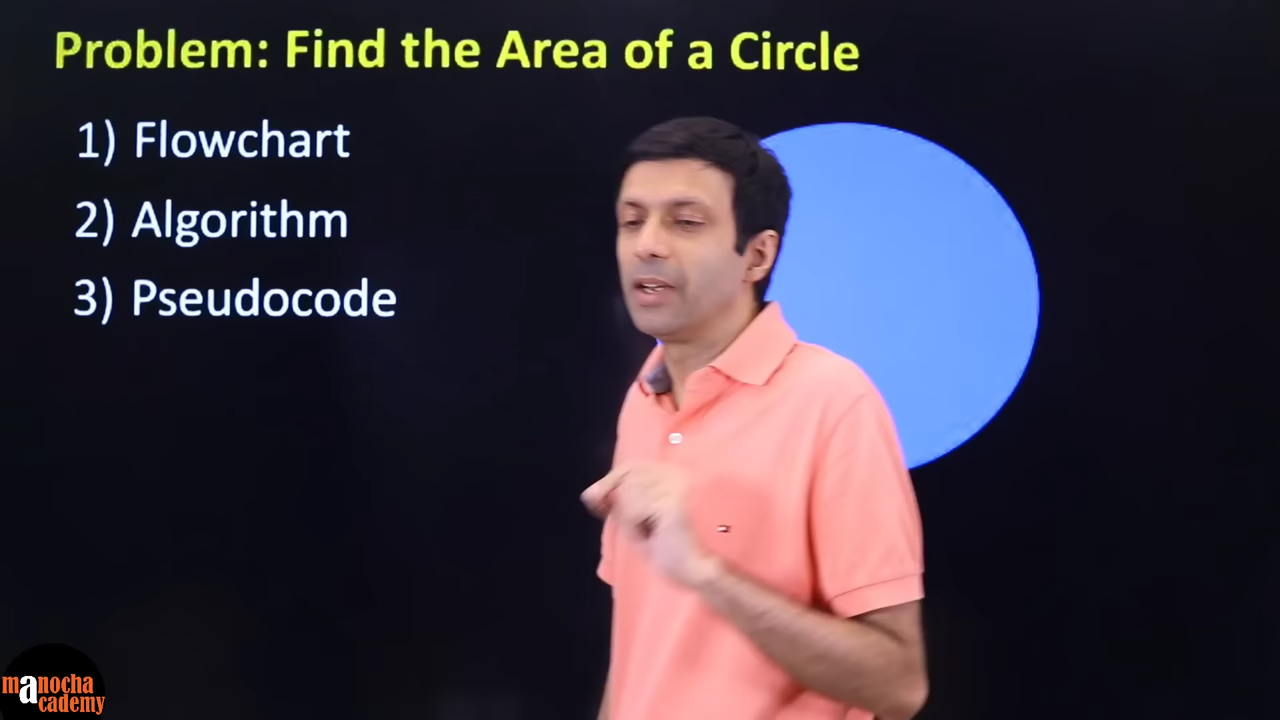 Problem: Find the Area of a Circle
1) Flowchart
2) Algorithm
3) Pseudocode
manocha
academy